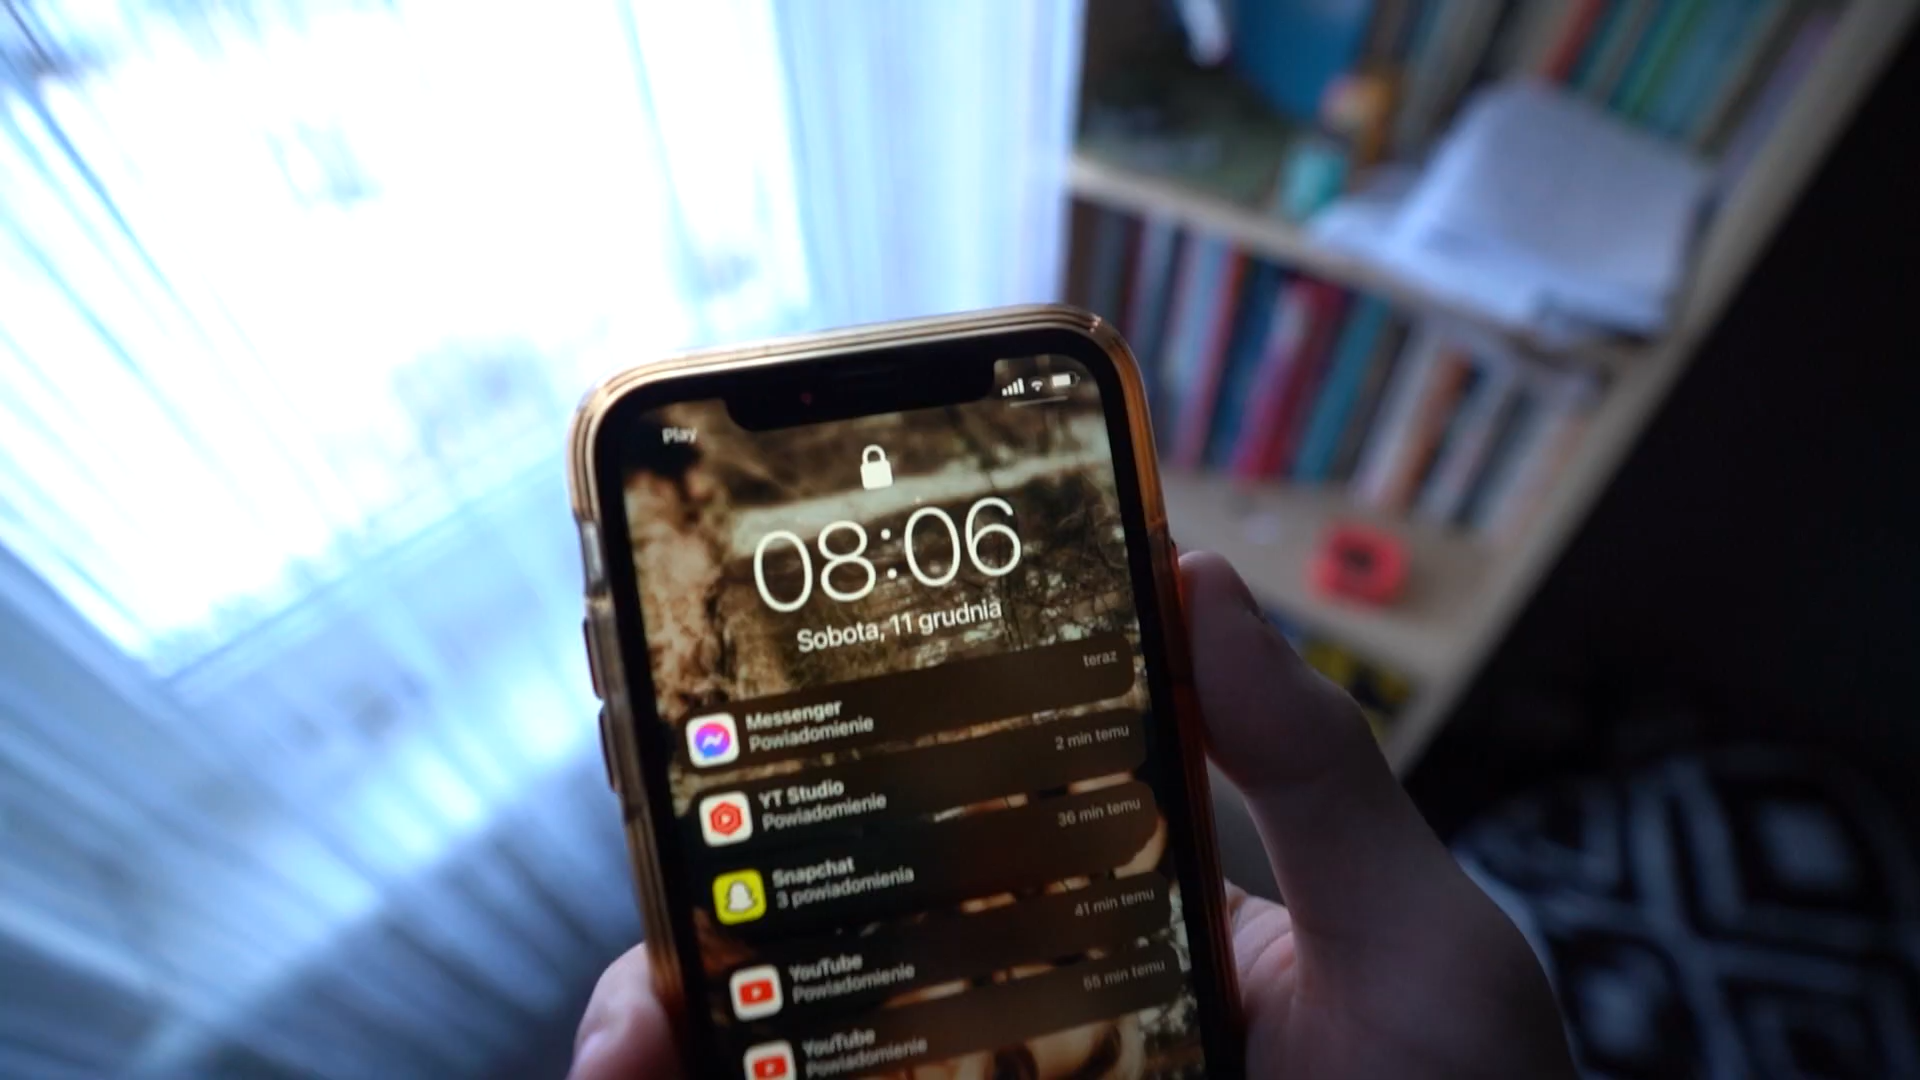 Play
08:06
Sobota, 11 grudnia
teraz
Messenger
Powiadomienie
2 min temu
YT Studio
Powiadomienie
36 min temu
Snapchat
3 powiadomienia
41 min temu
YouTube
Powiadomienie
55 min temu
YouTube
Powiadomienie